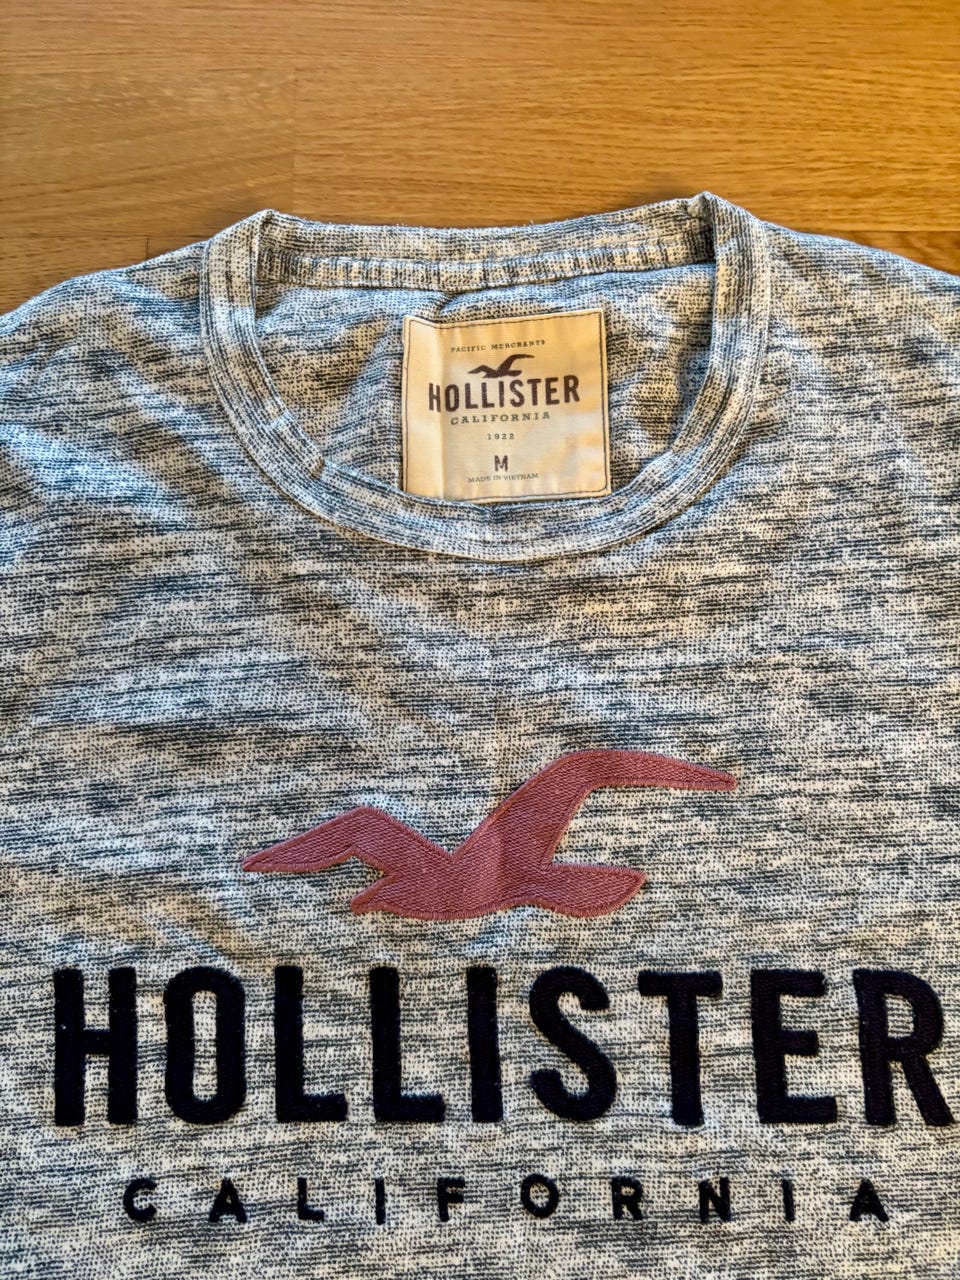 PACIFIC MERCHANTS
HOLLISTER
CALIFORNIA
1922
M
MADE IN VIETNAM
HOLLISTER
CALIFORNIA